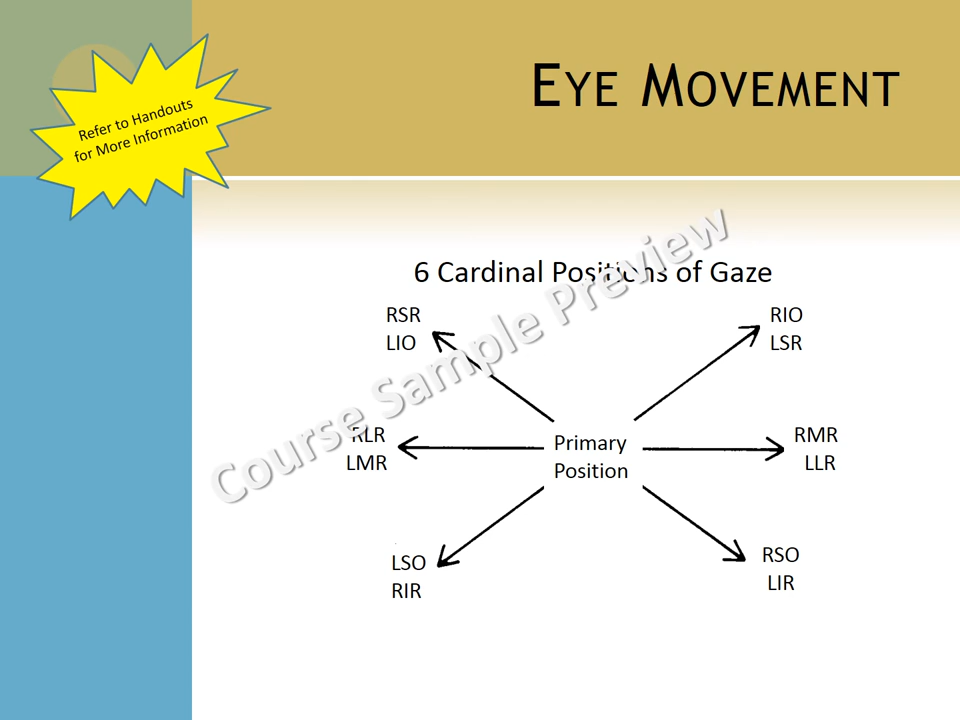 Refer to Handouts
for More Information
EYE MOVEMENT
6 Cardinal Positions of Gaze
RSR
LIO
RIO
LSR
RLR
LMR
Primary
Position
RMR
LLR
LSO
RIR
RSO
LIR
Course Sample Preview